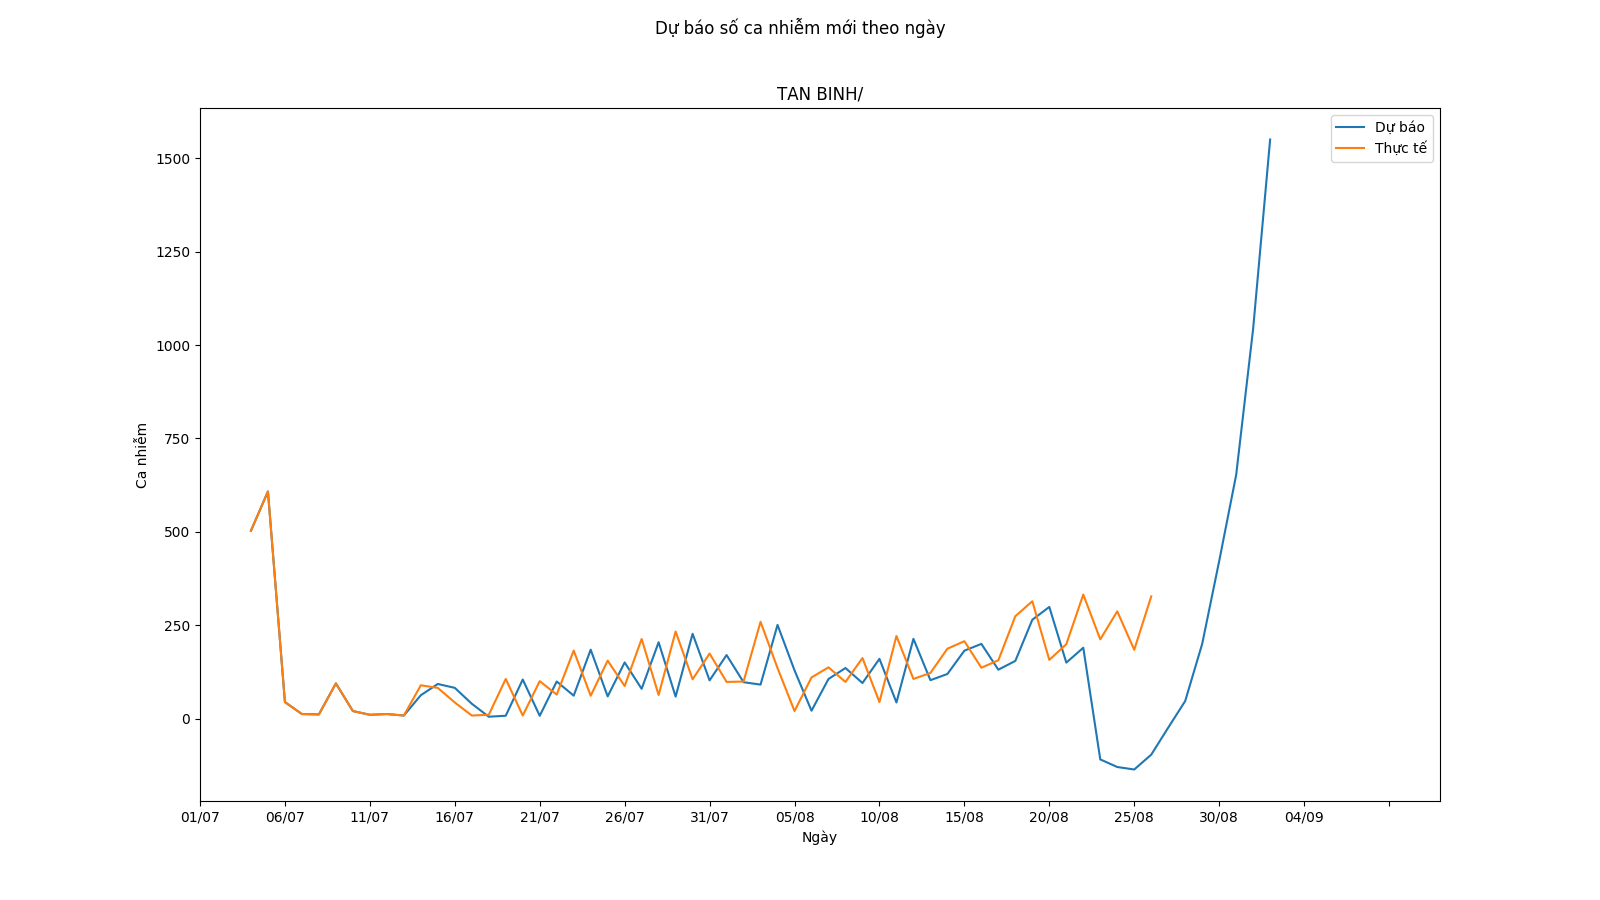 Dự báo số ca nhiễm mới theo ngày
TAN BINH/
Dự báo
Thực tế
1500
1250
1000
750
500
250
0
Ca nhiễm
01/07 06/07 11/07 16/07 21/07 26/07 31/07 05/08 10/08 15/08 20/08 25/08 30/08 04/09
Ngày